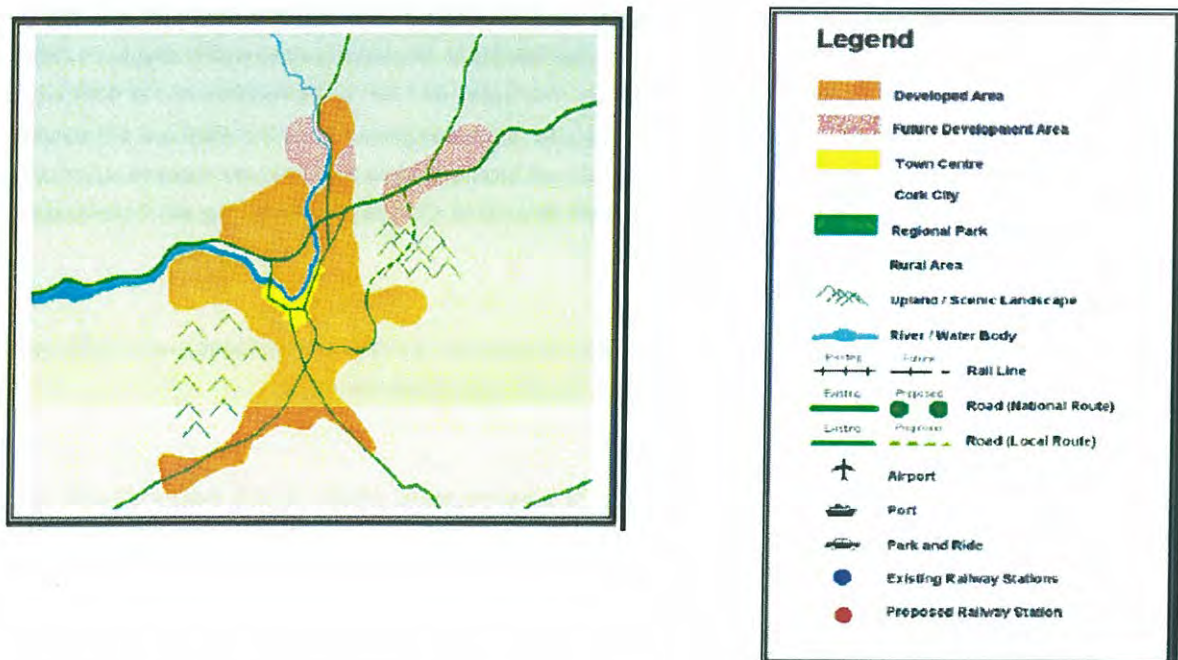 Legend
Developed Area
Future Development Area
Town Centre
Cork City
Regional Park
Rural Area
Upland / Scenic Landscape
River / Water Body
Existing Future
Rail Line
Existing Proposed
Road (National Route)
Existing Proposed
Road (Local Route)
Airport
Port
Park and Ride
Existing Railway Stations
Proposed Railway Station